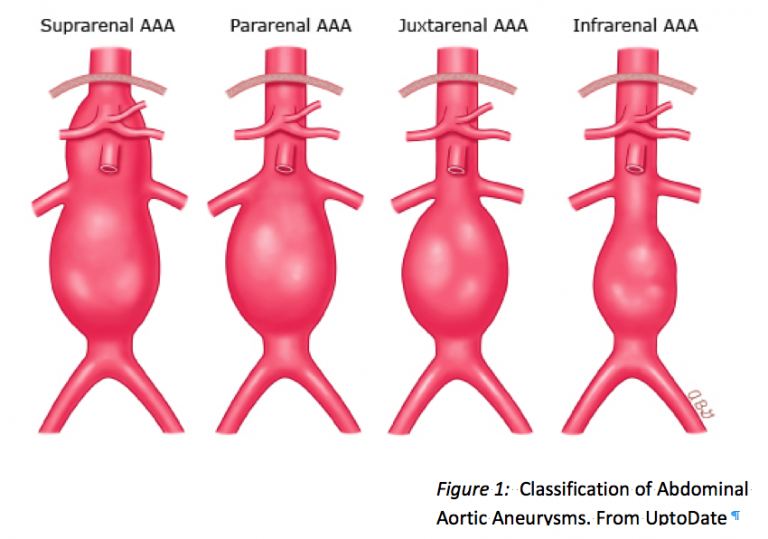 Suprarenal AAA Pararenal AAA Juxtarenal AAA Infrarenal AAA
Figure 1: Classification of Abdominal
Aortic Aneurysms. From UptoDate ¶